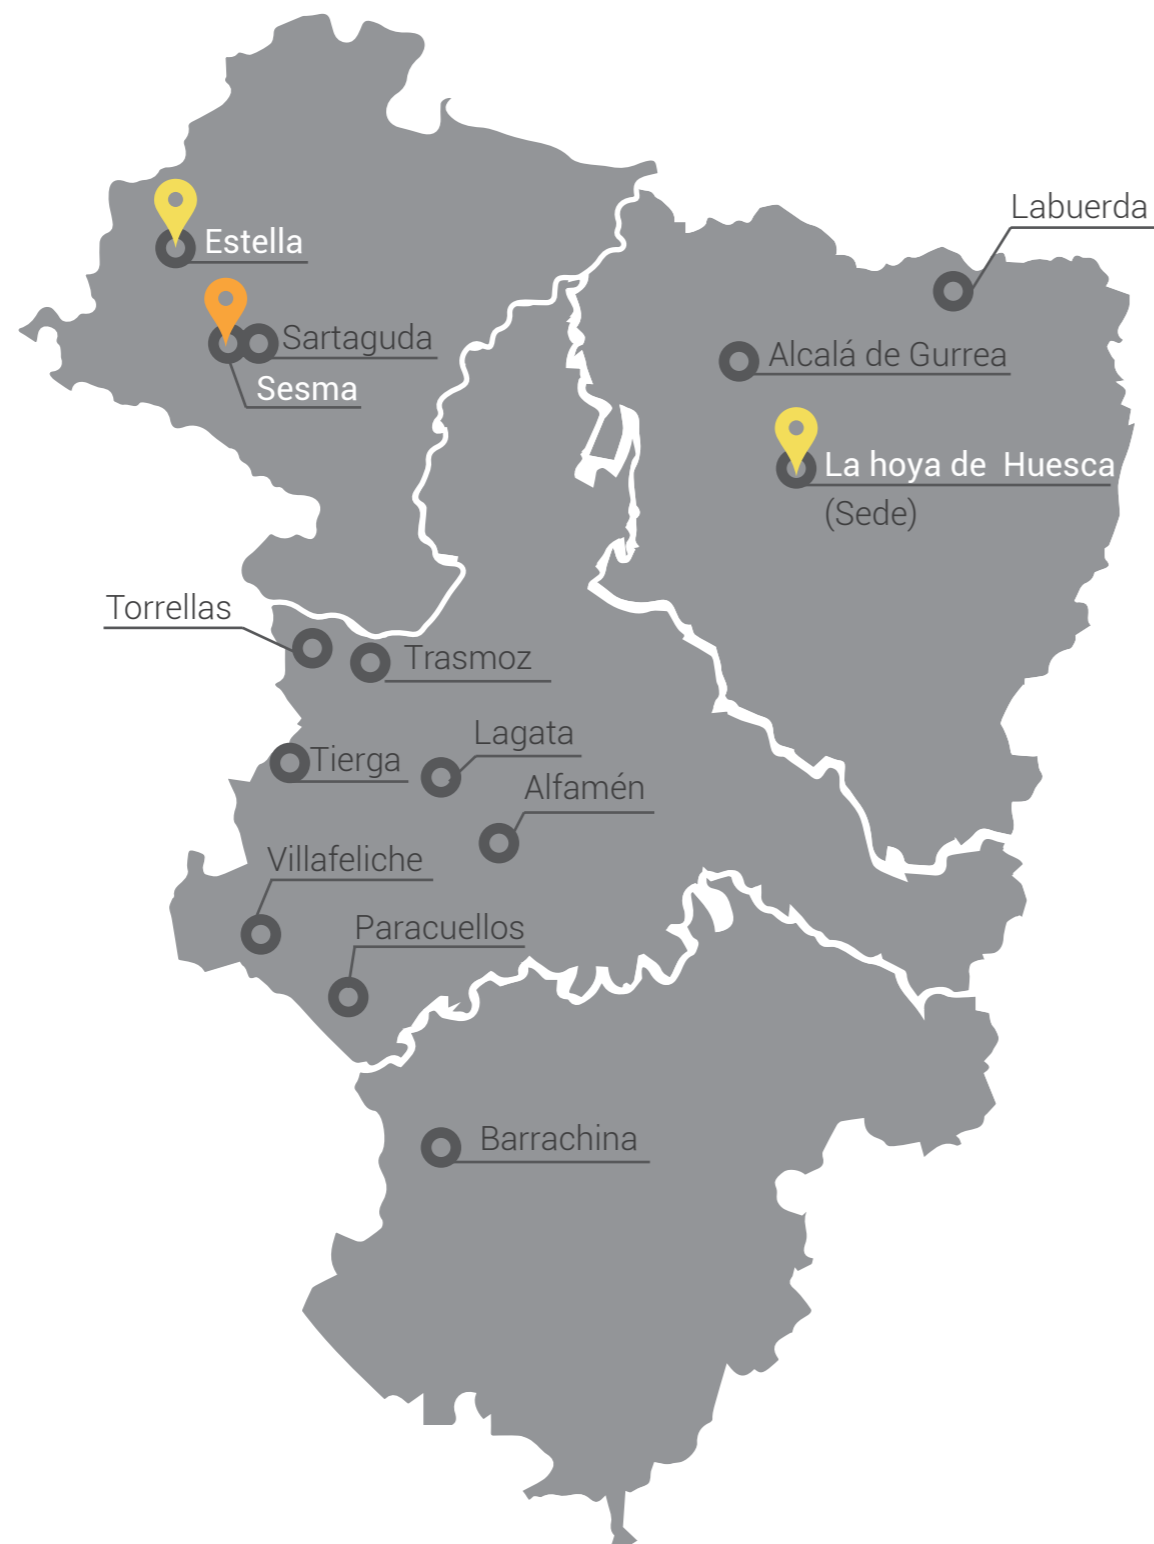 Labuerda
Estella
Sartaguda
Alcalá de Gurrea
Sesma
La hoya de Huesca
(Sede)
Torrellas
Trasmoz
Lagata
Tierga
Alfamén
Villafeliche
Paracuellos
Barrachina